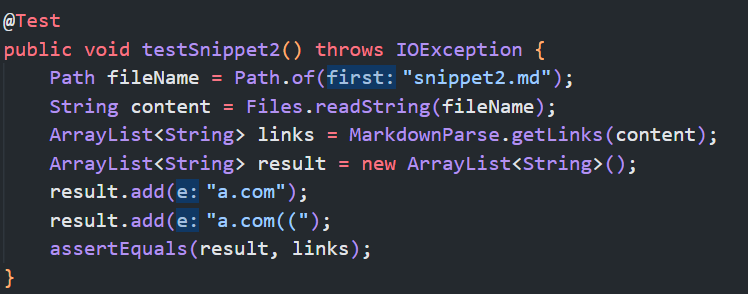 @Test
public void testSnippet2() throws IOException {
    Path fileName = Path.of(first: "snippet2.md");
    String content = Files.readString(fileName);
    ArrayList<String> links = MarkdownParse.getLinks(content);
    ArrayList<String> result = new ArrayList<String>();
    result.add(e: "a.com");
    result.add(e: "a.com((");
    assertEquals(result, links);
}